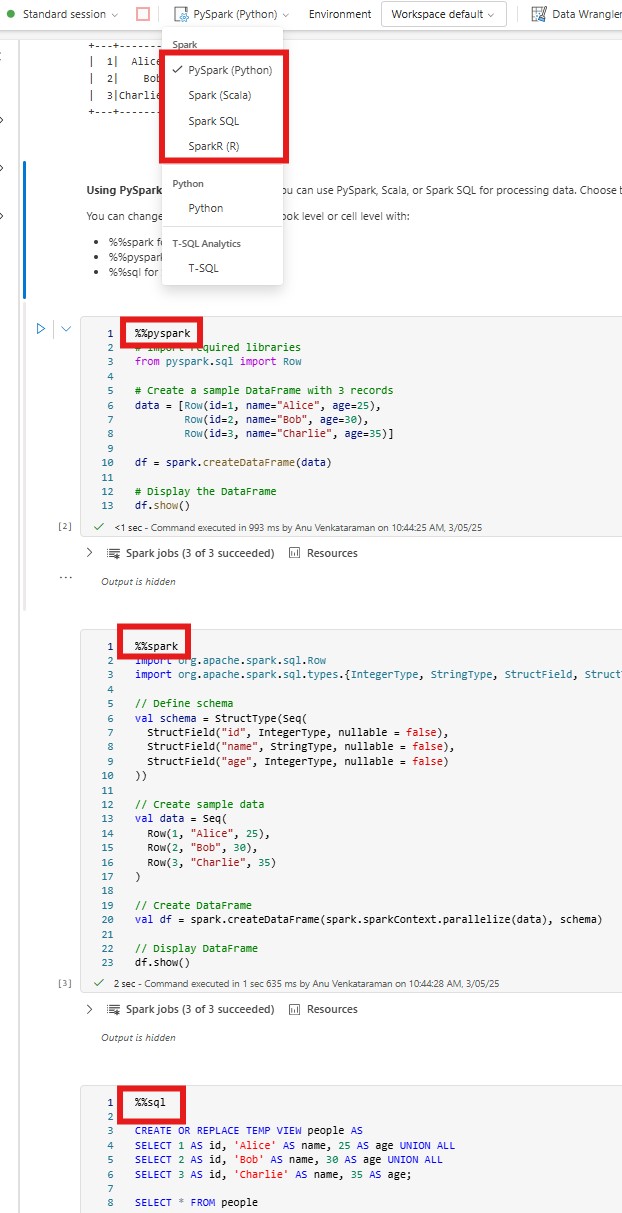 Standard session
PySpark (Python)
Environment
Workspace default
Data Wrangler
Spark
PySpark (Python)
Spark (Scala)
Spark SQL
SparkR (R)
Python
Python
T-SQL Analytics
T-SQL
+---+-------
| 1| Alic
| 2| Bob
| 3|Charlie
+---+-------
Using PySpark ou can use PySpark, Scala, or Spark SQL for processing data. Choose
You can change ook level or cell level with:
• %%spark f
• %%pyspark
• %%sql for
1 %%pyspark
2 # Import required libraries
3 from pyspark.sql import Row
4
5 # Create a sample DataFrame with 3 records
6 data = [Row(id=1, name="Alice", age=25),
7 Row(id=2, name="Bob", age=30),
8 Row(id=3, name="Charlie", age=35)]
9
10 df = spark.createDataFrame(data)
11
12 # Display the DataFrame
13 df.show()
[2] <1 sec - Command executed in 993 ms by Anu Venkataraman on 10:44:25 AM, 3/05/25
Spark jobs (3 of 3 succeeded) Resources
Output is hidden
1 %%spark
2 import org.apache.spark.sql.Row
3 import org.apache.spark.sql.types.{IntegerType, StringType, StructField, StructT
4
5 // Define schema
6 val schema = StructType(Seq(
7 StructField("id", IntegerType, nullable = false),
8 StructField("name", StringType, nullable = false),
9 StructField("age", IntegerType, nullable = false)
10 ))
11
12 // Create sample data
13 val data = Seq(
14 Row(1, "Alice", 25),
15 Row(2, "Bob", 30),
16 Row(3, "Charlie", 35)
17 )
18
19 // Create DataFrame
20 val df = spark.createDataFrame(spark.sparkContext.parallelize(data), schema)
21
22 // Display DataFrame
23 df.show()
[3] 2 sec - Command executed in 1 sec 635 ms by Anu Venkataraman on 10:44:28 AM, 3/05/25
Spark jobs (3 of 3 succeeded) Resources
Output is hidden
1 %%sql
2
3 CREATE OR REPLACE TEMP VIEW people AS
4 SELECT 1 AS id, 'Alice' AS name, 25 AS age UNION ALL
5 SELECT 2 AS id, 'Bob' AS name, 30 AS age UNION ALL
6 SELECT 3 AS id, 'Charlie' AS name, 35 AS age;
7
8 SELECT * FROM people